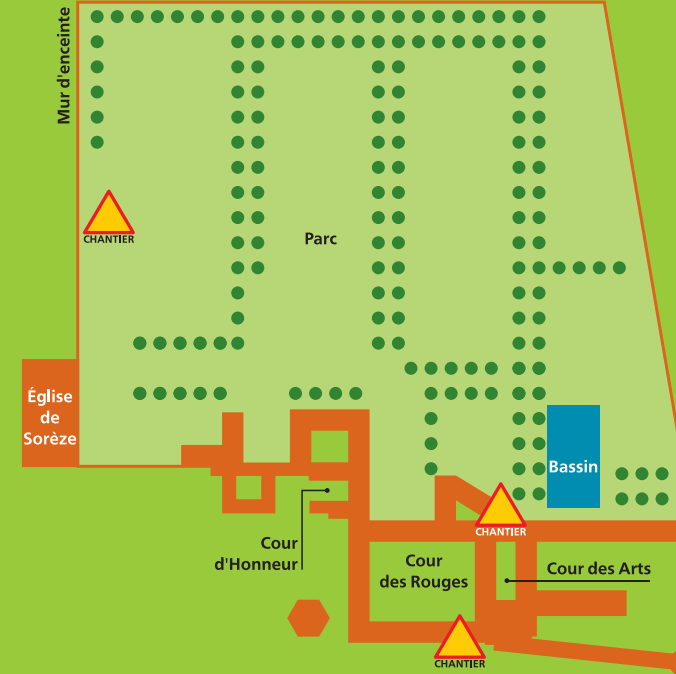 Mur d'enceinte
CHANTIER
Parc
Église
de
Sorèze
Bassin
CHANTIER
Cour
d'Honneur
Cour
des Rouges
Cour des Arts
CHANTIER